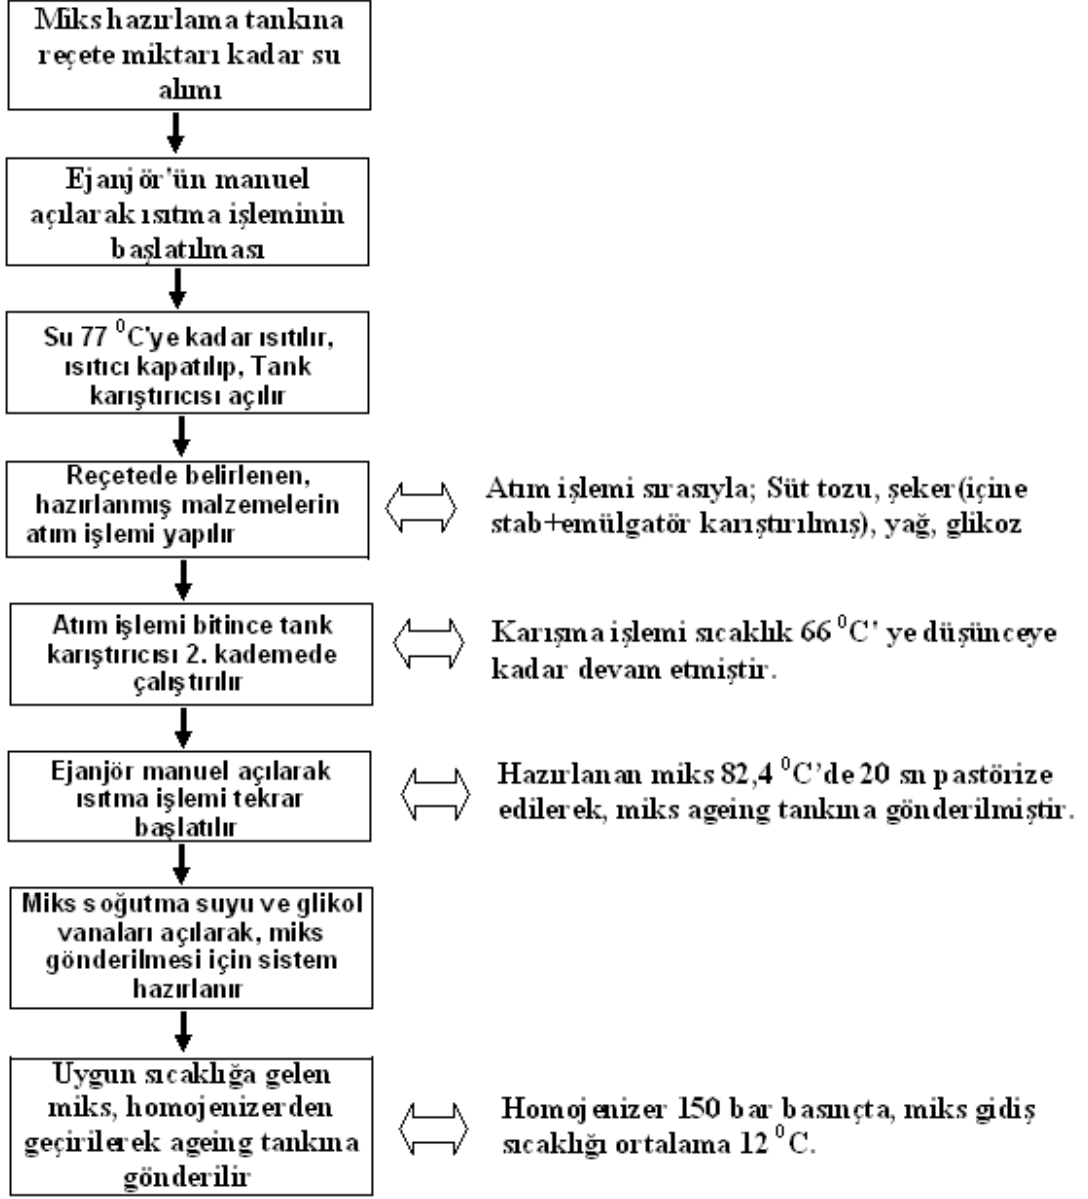 Miks hazırlama tankına
reçete miktarı kadar su
alımı
Ejanjör'ün manuel
açılarak ısıtma işleminin
başlatılması
Su 77 ⁰C'ye kadar ısıtılır,
ısıtıcı kapatılıp, Tank
karıştırıcısı açılır
Reçetede belirlenen,
hazırlanmış malzemelerin
atım işlemi yapılır
Atım işlemi sırasıyla; Süt tozu, şeker(içine
stab+emülgatör karıştırılmış), yağ, glikoz
Atım işlemi bitince tank
karıştırıcısı 2. kademede
çalıştırılır
Karışma işlemi sıcaklık 66 ⁰C' ye düşünceye
kadar devam etmiştir.
Ejanjör manuel açılarak
ısıtma işlemi tekrar
başlatılır
Hazırlanan miks 82,4 ⁰C'de 20 sn pastörize
edilerek, miks ageing tankına gönderilmiştir.
Miks soğutma suyu ve glikol
vanaları açılarak, miks
gönderilmesi için sistem
hazırlanır
Uygun sıcaklığa gelen
miks, homojenizerden
geçirilerek ageing tankına
gönderilir
Homojenizer 150 bar basınçta, miks gidiş
sıcaklığı ortalama 12 ⁰C.